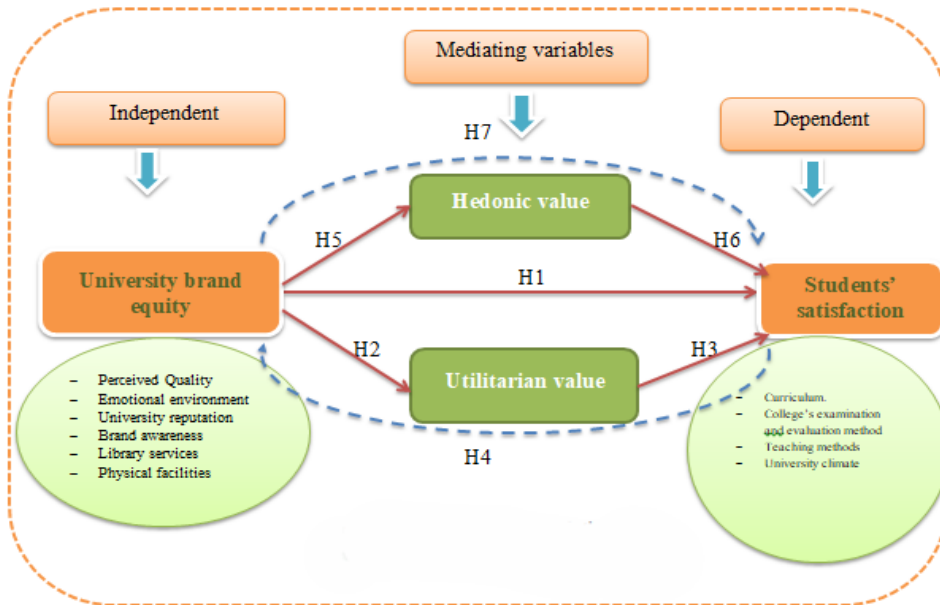 Mediating variables
Independent
Dependent
H7
Hedonic value
H5
H6
University brand
equity
H1
Students'
satisfaction
H2
H3
Utilitarian value
– Perceived Quality
– Emotional environment
– University reputation
– Brand awareness
– Library services
– Physical facilities
– Curriculum.
– College's examination
and evaluation method
– Teaching methods
– University climate
H4